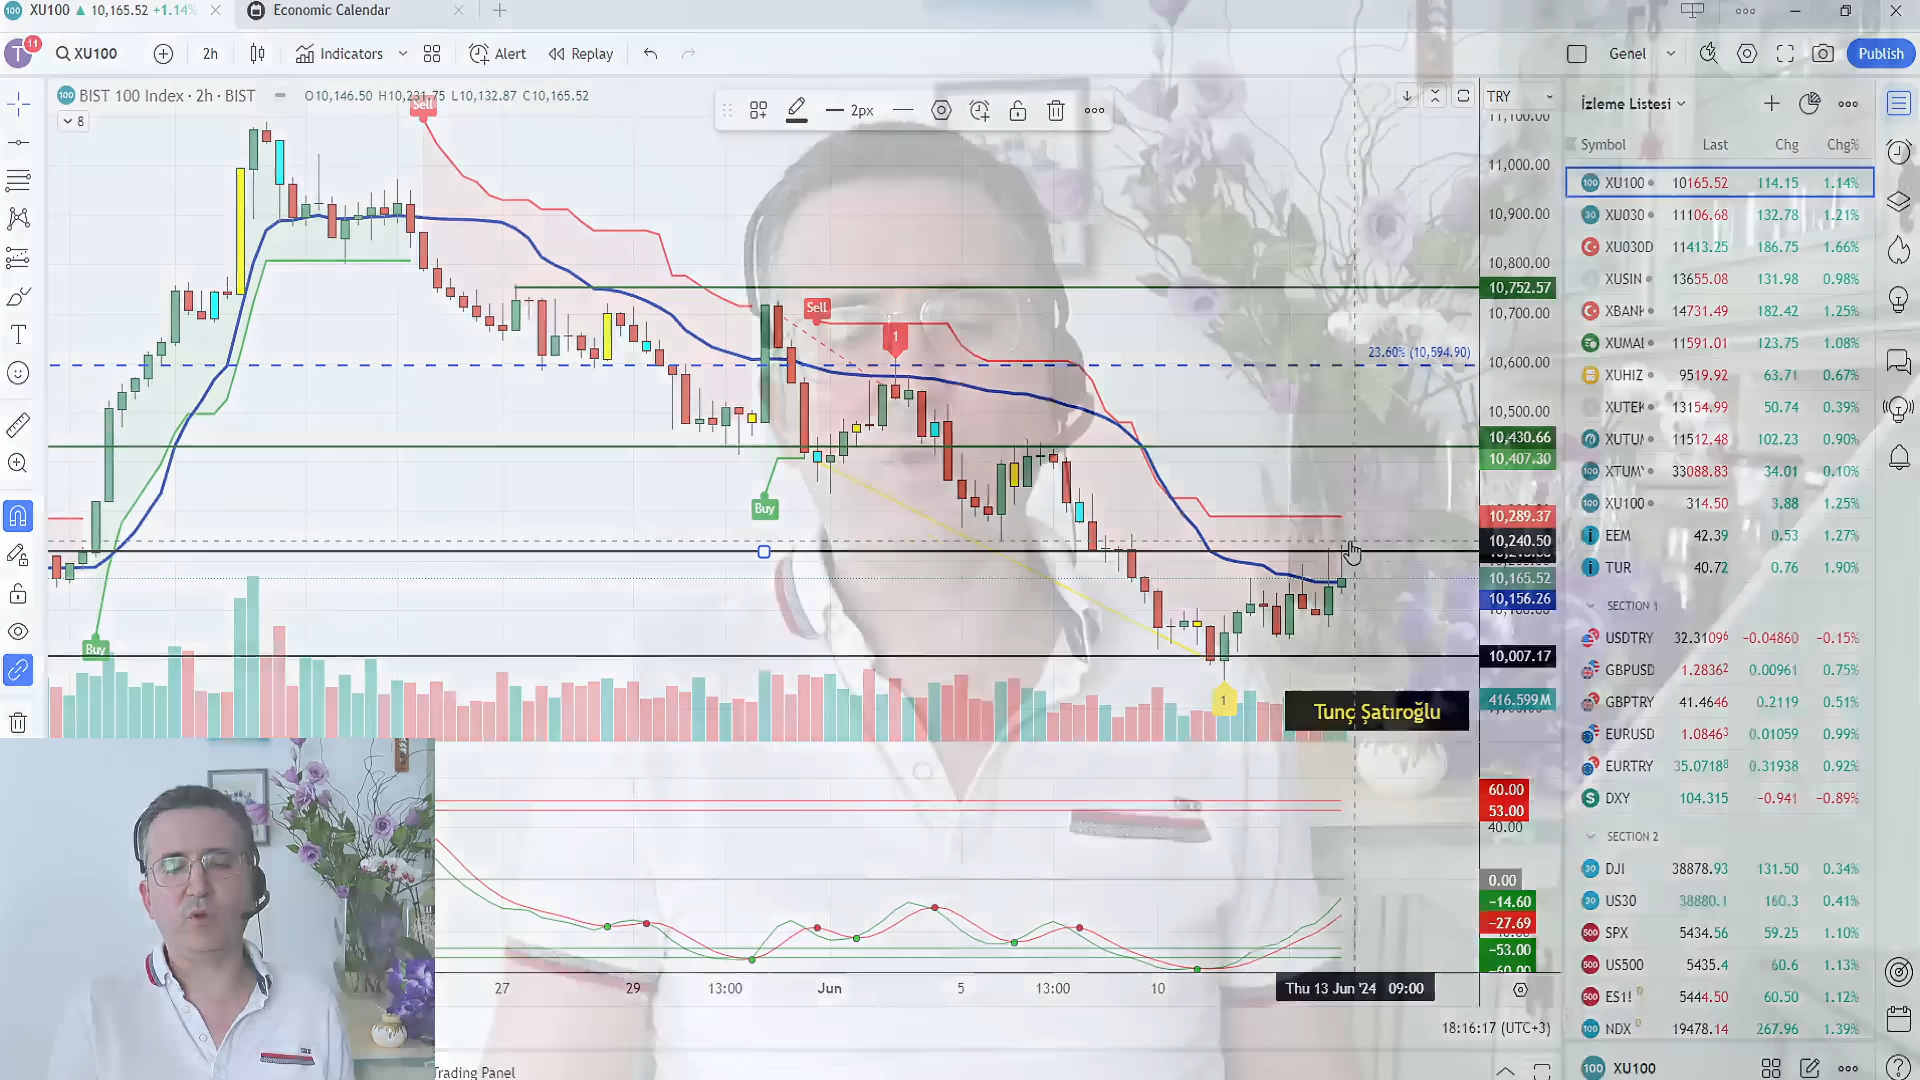 XU100 ▲ 10,165.52 +1.14%
Economic Calendar
T 11
XU100
2h
Indicators
Alert
Replay
Genel
Publish
BIST 100 Index · 2h · BIST
O10,146.50 H10,231.75 L10,132.87 C10,165.52
8
2px
TRY
Sell
Sell
1
Buy
Buy
1
23.60% (10,594.90)
Tunç Şatıroğlu
11,100.00
11,000.00
10,900.00
10,800.00
10,752.57
10,700.00
10,600.00
10,500.00
10,430.66
10,407.30
10,289.37
10,240.50
10,165.52
10,156.26
10,007.17
416.599M
60.00
53.00
40.00
0.00
−14.60
−27.69
−53.00
−60.00
27
29
13:00
Jun
5
13:00
10
Thu 13 Jun '24 09:00
18:16:17 (UTC+3)
Trading Panel
İzleme Listesi
Symbol Last Chg Chg%
XU100 10165.52 114.15 1.14%
XU030 11106.68 132.78 1.21%
XU030D 11413.25 186.75 1.66%
XUSIN 13655.08 131.98 0.98%
XBANK 14731.49 182.42 1.25%
XUMAL 11591.01 123.75 1.08%
XUHIZ 9519.92 63.71 0.67%
XUTEK 13154.99 50.74 0.39%
XUTUM 11512.48 102.23 0.90%
XTUMY 33088.83 34.01 0.10%
XU100 314.50 3.88 1.25%
EEM 42.39 0.53 1.27%
TUR 40.72 0.76 1.90%
SECTION 1
USDTRY 32.3109⁶ −0.04860 −0.15%
GBPUSD 1.2836² 0.00961 0.75%
GBPTRY 41.4646 0.2119 0.51%
EURUSD 1.0846³ 0.01059 0.99%
EURTRY 35.0718⁸ 0.31938 0.92%
DXY 104.315 −0.941 −0.89%
SECTION 2
DJI 38878.93 131.50 0.34%
US30 38880.1 160.3 0.41%
SPX 5434.56 59.25 1.10%
US500 5435.4 60.6 1.13%
ES1! D 5444.50 60.50 1.12%
NDX D 19478.14 267.96 1.39%
XU100